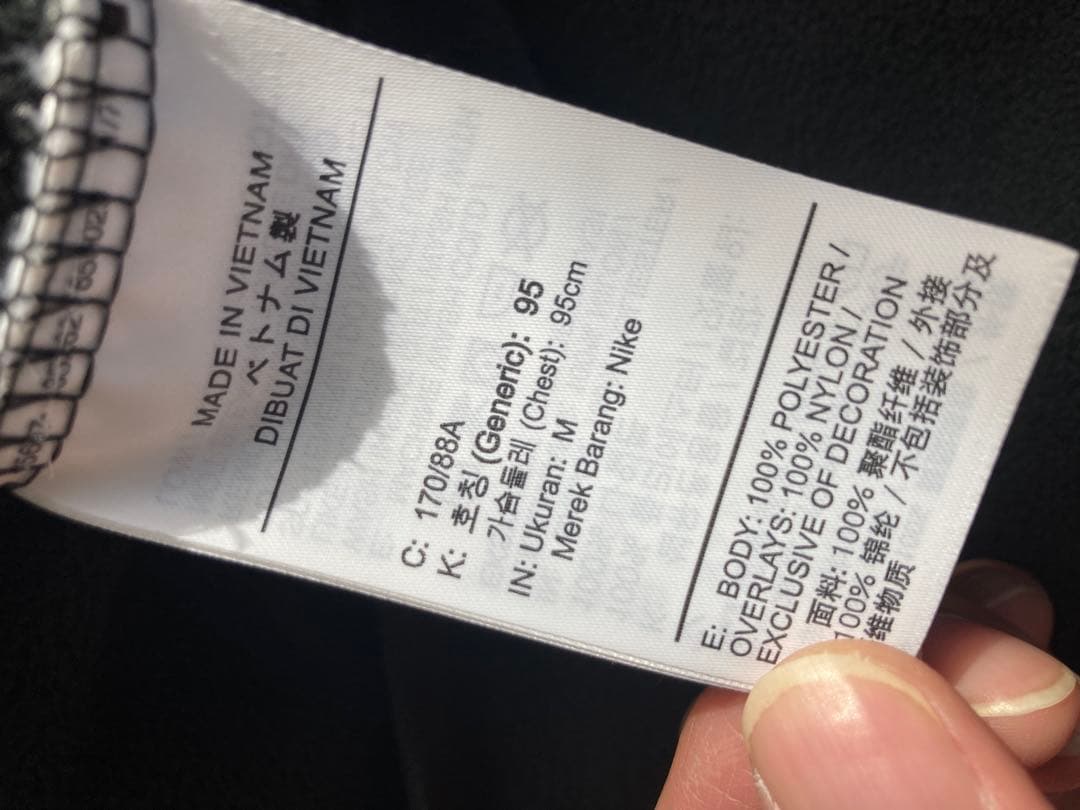 MADE IN VIETNAM
ベトナム製
DIBUAT DI VIETNAM
C: 170/88A
K: 호칭 (Generic): 95
가슴둘레 (Chest): 95cm
IN: Ukuran: M
Merek Barang: Nike
E: BODY: 100% POLYESTER /
OVERLAYS: 100% NYLON /
EXCLUSIVE OF DECORATION
面料: 100% 聚酯纤维 / 外接
100% 锦纶 / 不包括装饰部分及
维物质